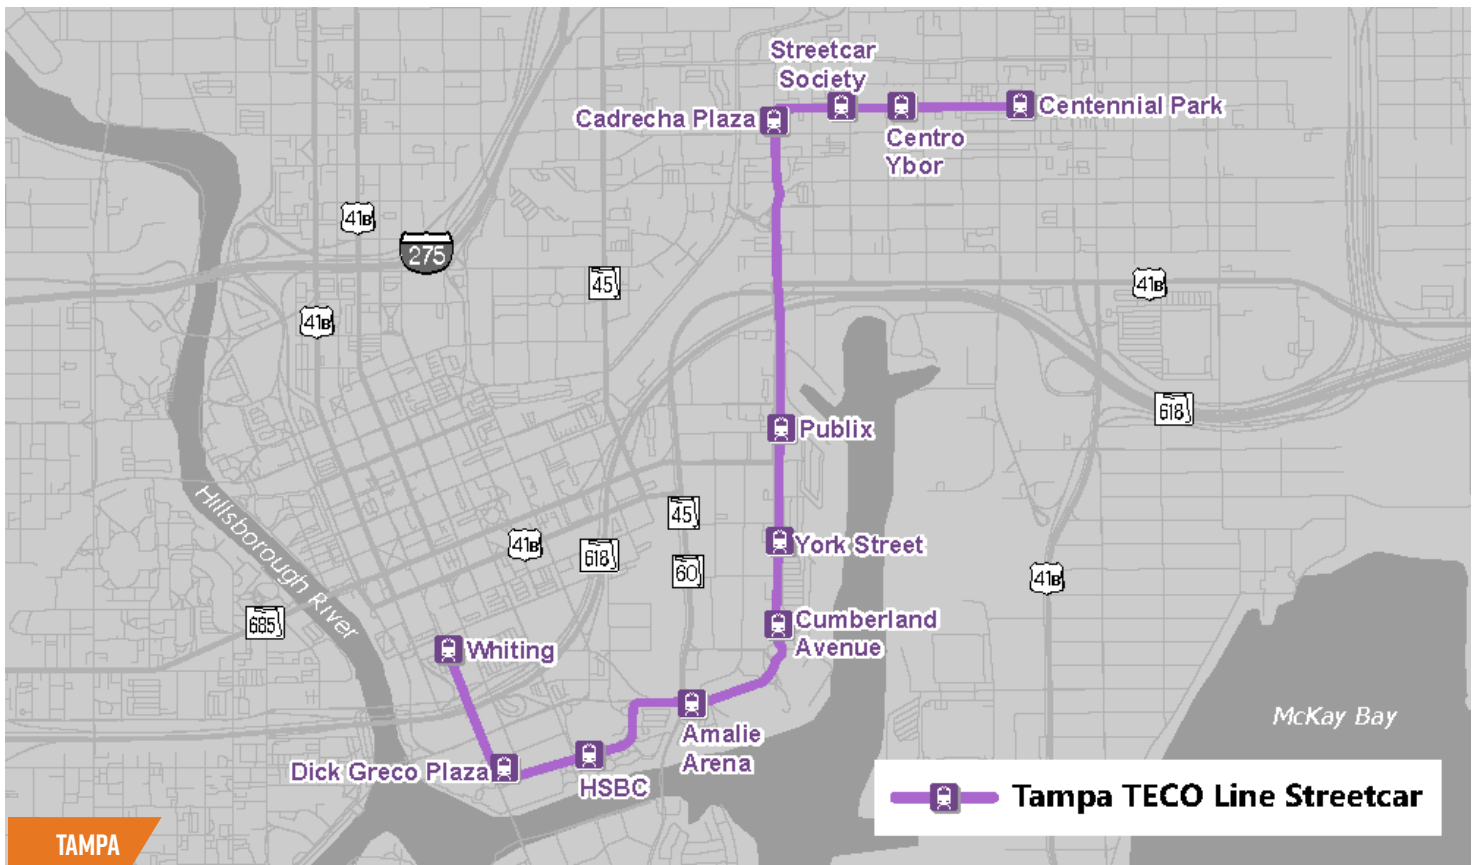 Streetcar
Society
Cadrecha Plaza
Centennial Park
Centro
Ybor
41B
275
45
41B
41B
618
Publix
Hillsborough River
45
41B
618
60
41B
685
Whiting
York Street
Cumberland
Avenue
Amalie
Arena
McKay Bay
Dick Greco Plaza
HSBC
Tampa TECO Line Streetcar
TAMPA